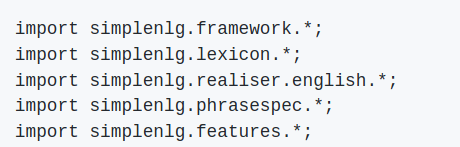 import simplenlg.framework.*;
import simplenlg.lexicon.*;
import simplenlg.realiser.english.*;
import simplenlg.phrasespec.*;
import simplenlg.features.*;